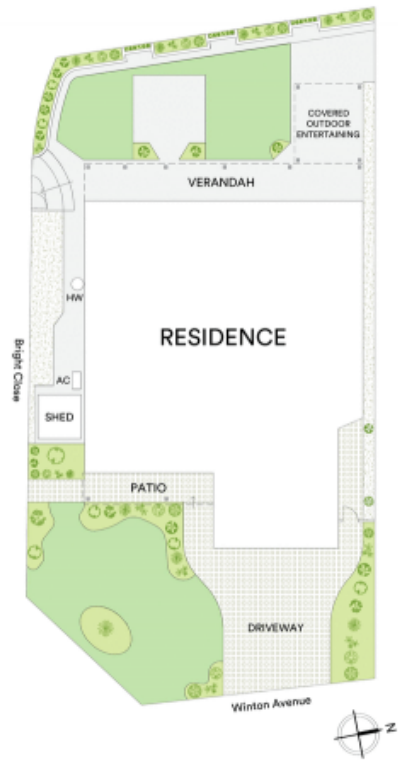 COVERED
OUTDOOR
ENTERTAINING
VERANDAH
HW
RESIDENCE
Bright Close
AC
SHED
PATIO
DRIVEWAY
Winton Avenue
N